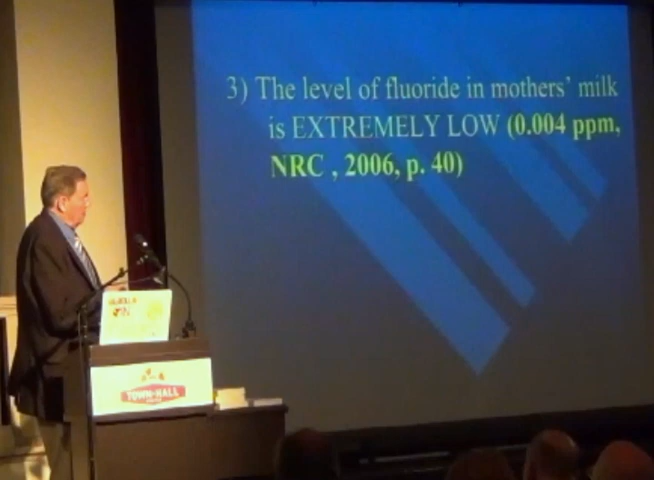 3) The level of fluoride in mothers' milk
is EXTREMELY LOW (0.004 ppm,
NRC , 2006, p. 40)
TOWN-HALL